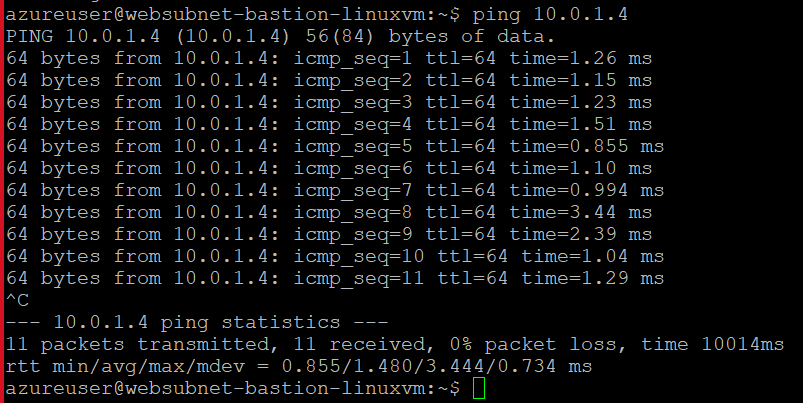 azureuser@websubnet-bastion-linuxvm:~$ ping 10.0.1.4
PING 10.0.1.4 (10.0.1.4) 56(84) bytes of data.
64 bytes from 10.0.1.4: icmp_seq=1 ttl=64 time=1.26 ms
64 bytes from 10.0.1.4: icmp_seq=2 ttl=64 time=1.15 ms
64 bytes from 10.0.1.4: icmp_seq=3 ttl=64 time=1.23 ms
64 bytes from 10.0.1.4: icmp_seq=4 ttl=64 time=1.51 ms
64 bytes from 10.0.1.4: icmp_seq=5 ttl=64 time=0.855 ms
64 bytes from 10.0.1.4: icmp_seq=6 ttl=64 time=1.10 ms
64 bytes from 10.0.1.4: icmp_seq=7 ttl=64 time=0.994 ms
64 bytes from 10.0.1.4: icmp_seq=8 ttl=64 time=3.44 ms
64 bytes from 10.0.1.4: icmp_seq=9 ttl=64 time=2.39 ms
64 bytes from 10.0.1.4: icmp_seq=10 ttl=64 time=1.04 ms
64 bytes from 10.0.1.4: icmp_seq=11 ttl=64 time=1.29 ms
^C
--- 10.0.1.4 ping statistics ---
11 packets transmitted, 11 received, 0% packet loss, time 10014ms
rtt min/avg/max/mdev = 0.855/1.480/3.444/0.734 ms
azureuser@websubnet-bastion-linuxvm:~$